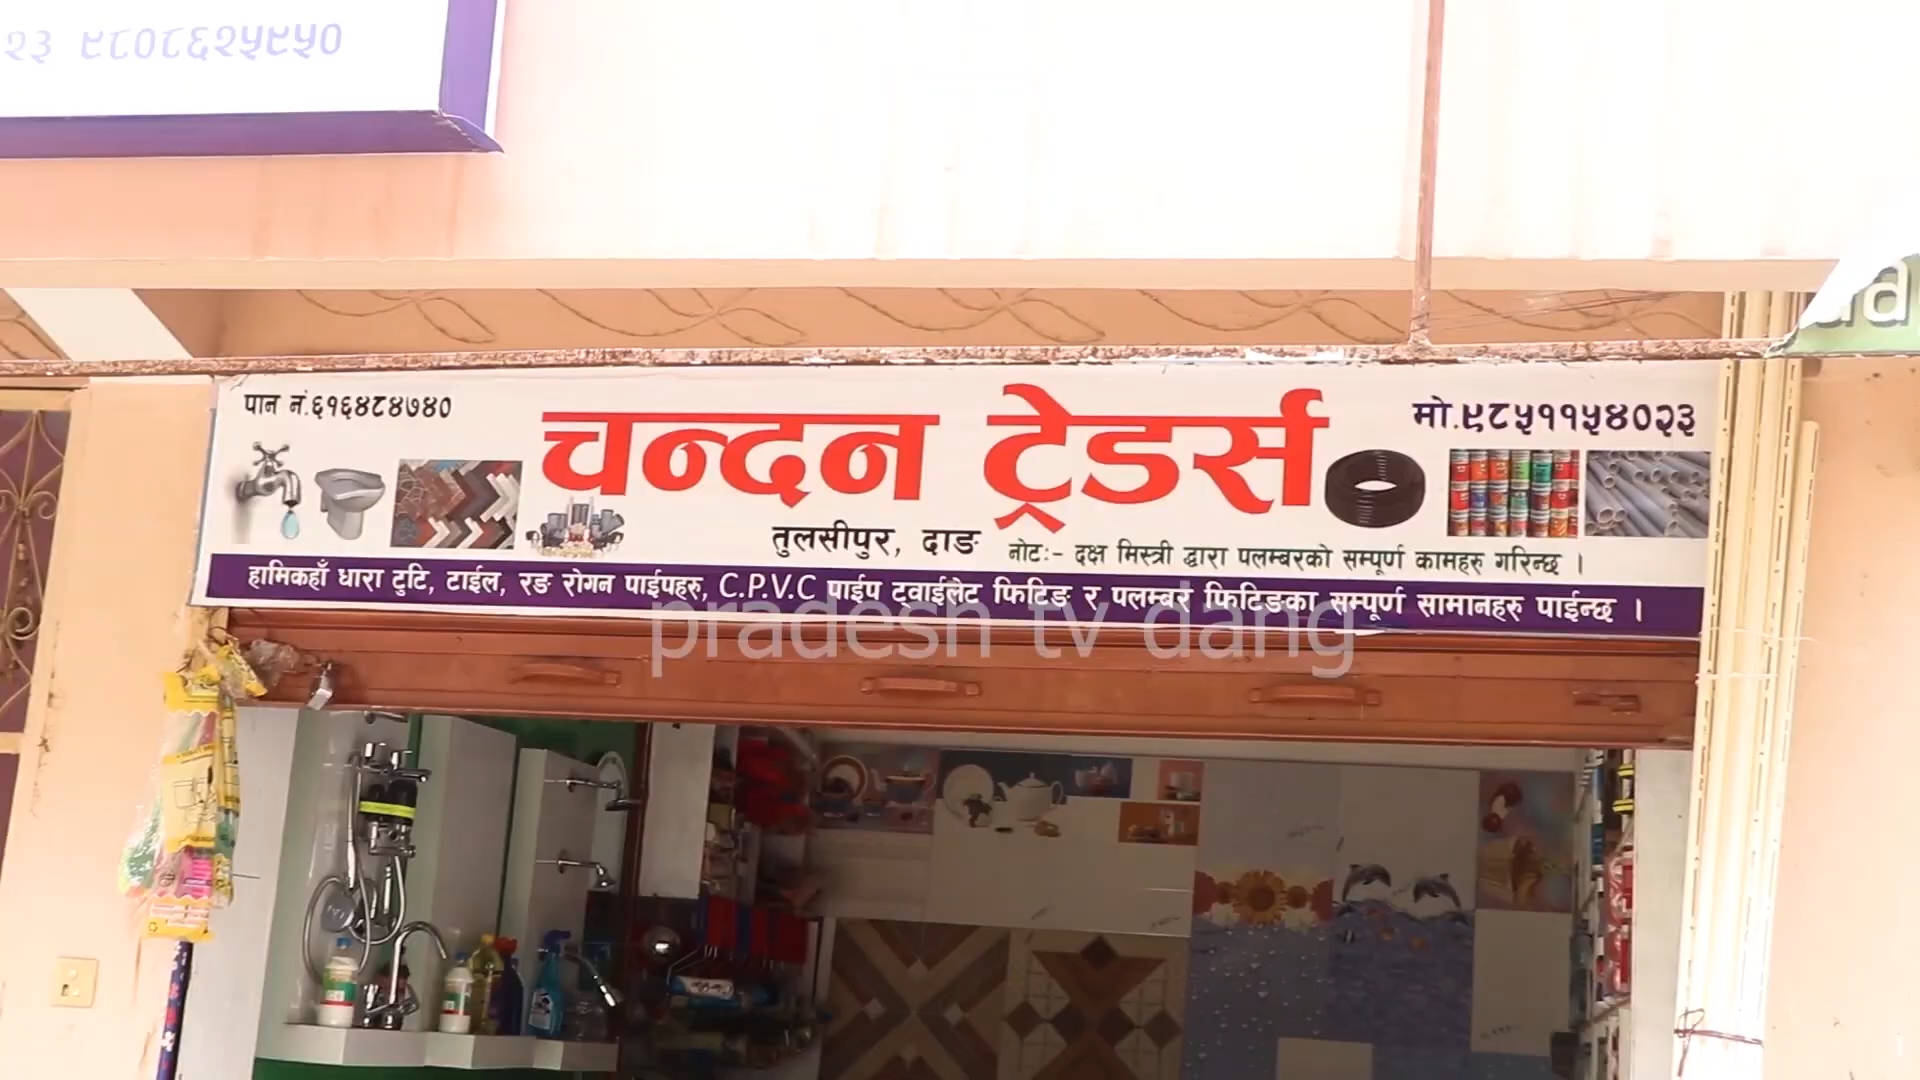 २३ ९८०८६२५९५०
पान नं.६१६४८४७४०
चन्दन ट्रेडर्स
मो.९८५११५४०२३
तुलसीपुर, दाङ
नोटः- दक्ष मिस्त्री द्वारा पलम्बरको सम्पूर्ण कामहरु गरिन्छ ।
हामिकहाँ धारा टुटि, टाईल, रङ रोगन पाईपहरु, C.P.V.C पाईप ट्वाईलेट फिटिङ र पलम्बर फिटिङका सम्पूर्ण सामानहरु पाईन्छ ।
pradesh tv dang